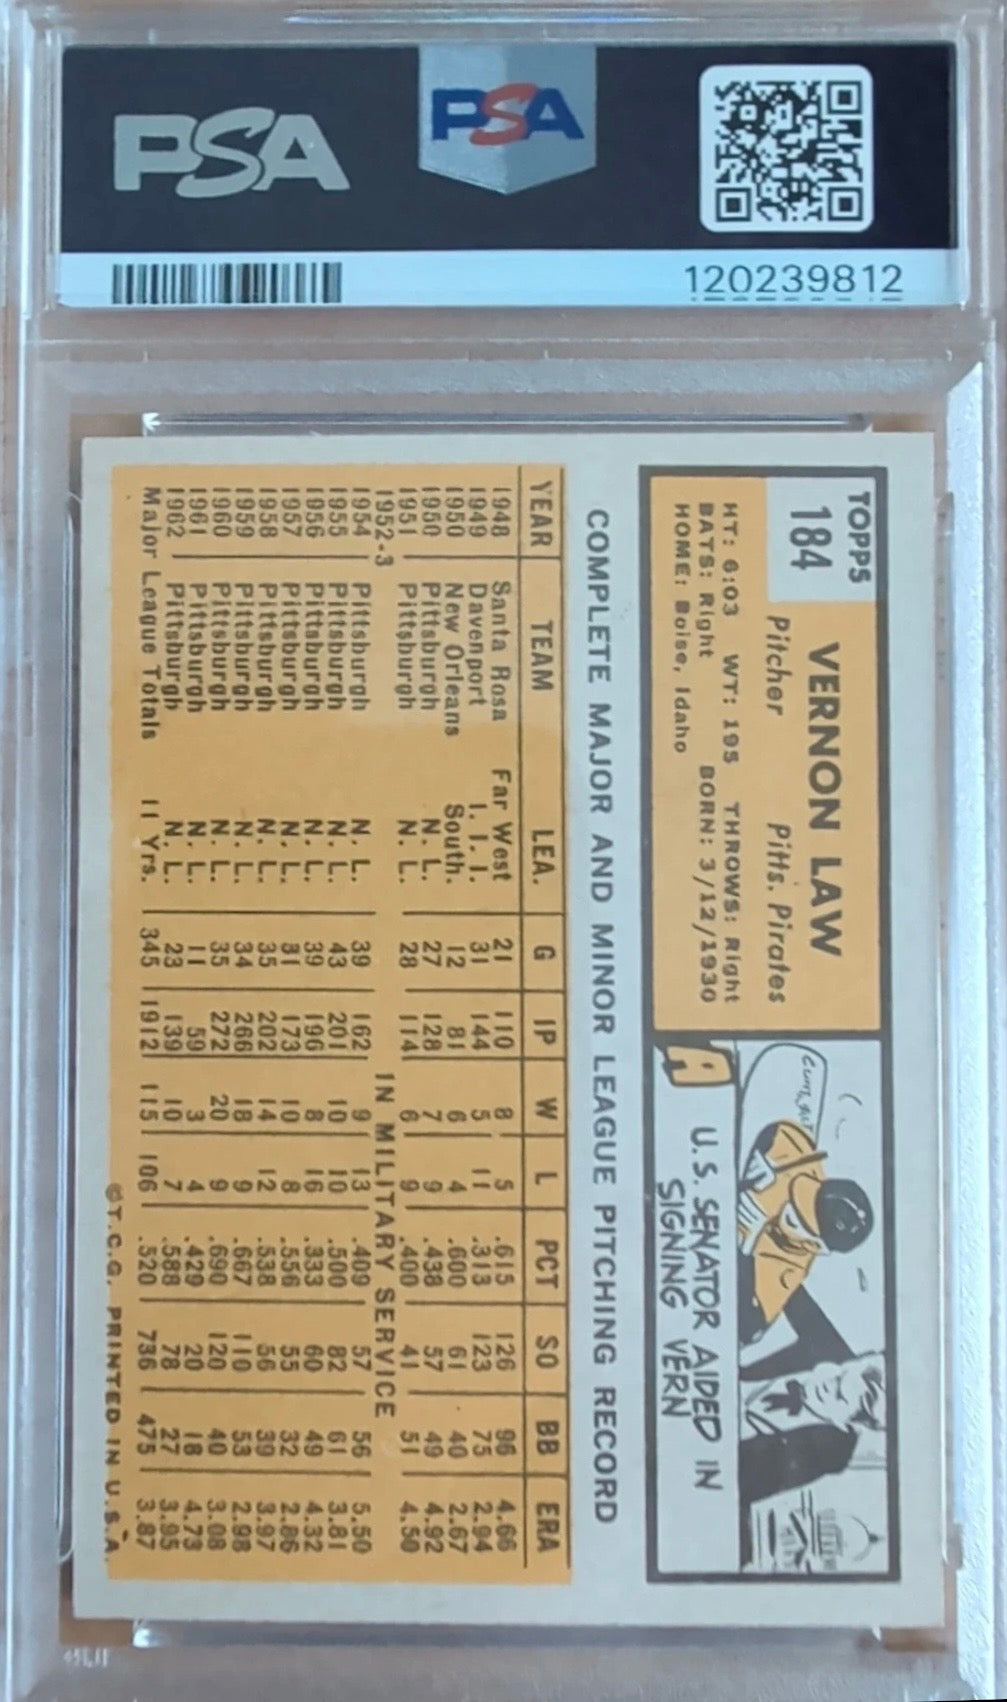 PSA
PSA
120239812
TOPPS
184
VERNON LAW
Pitcher Pitts. Pirates
HT: 6:03 WT: 195 THROWS: Right
BATS: Right BORN: 3/12/1930
HOME: Boise, Idaho
U.S. SENATOR AIDED IN
SIGNING VERN
COMPLETE MAJOR AND MINOR LEAGUE PITCHING RECORD
YEAR TEAM LEA. G IP W L PCT SO BB ERA
1948 Santa Rosa Far West 21 110 8 5 .615 126 96 4.66
1949 Davenport I. I. I. 31 144 5 11 .313 123 75 2.94
1950 New Orleans South. 12 81 6 4 .600 61 40 2.67
1950 Pittsburgh N. L. 27 128 7 9 .438 57 49 4.92
1951 Pittsburgh N. L. 28 114 6 9 .400 41 51 4.50
1952-3 IN MILITARY SERVICE
1954 Pittsburgh N. L. 39 162 9 13 .409 57 56 5.50
1955 Pittsburgh N. L. 43 201 10 10 .500 82 61 3.81
1956 Pittsburgh N. L. 39 196 8 16 .333 60 49 4.32
1957 Pittsburgh N. L. 31 173 10 8 .556 55 32 2.86
1958 Pittsburgh N. L. 35 202 14 12 .538 56 39 3.97
1959 Pittsburgh N. L. 34 266 18 9 .667 110 53 2.98
1960 Pittsburgh N. L. 35 272 20 9 .690 120 40 3.08
1961 Pittsburgh N. L. 11 59 3 4 .429 20 18 4.73
1962 Pittsburgh N. L. 23 139 10 7 .588 78 27 3.95
Major League Totals 11 Yrs. 345 1912 115 106 .520 736 475 3.87
©T.C.G. PRINTED IN U.S.A.